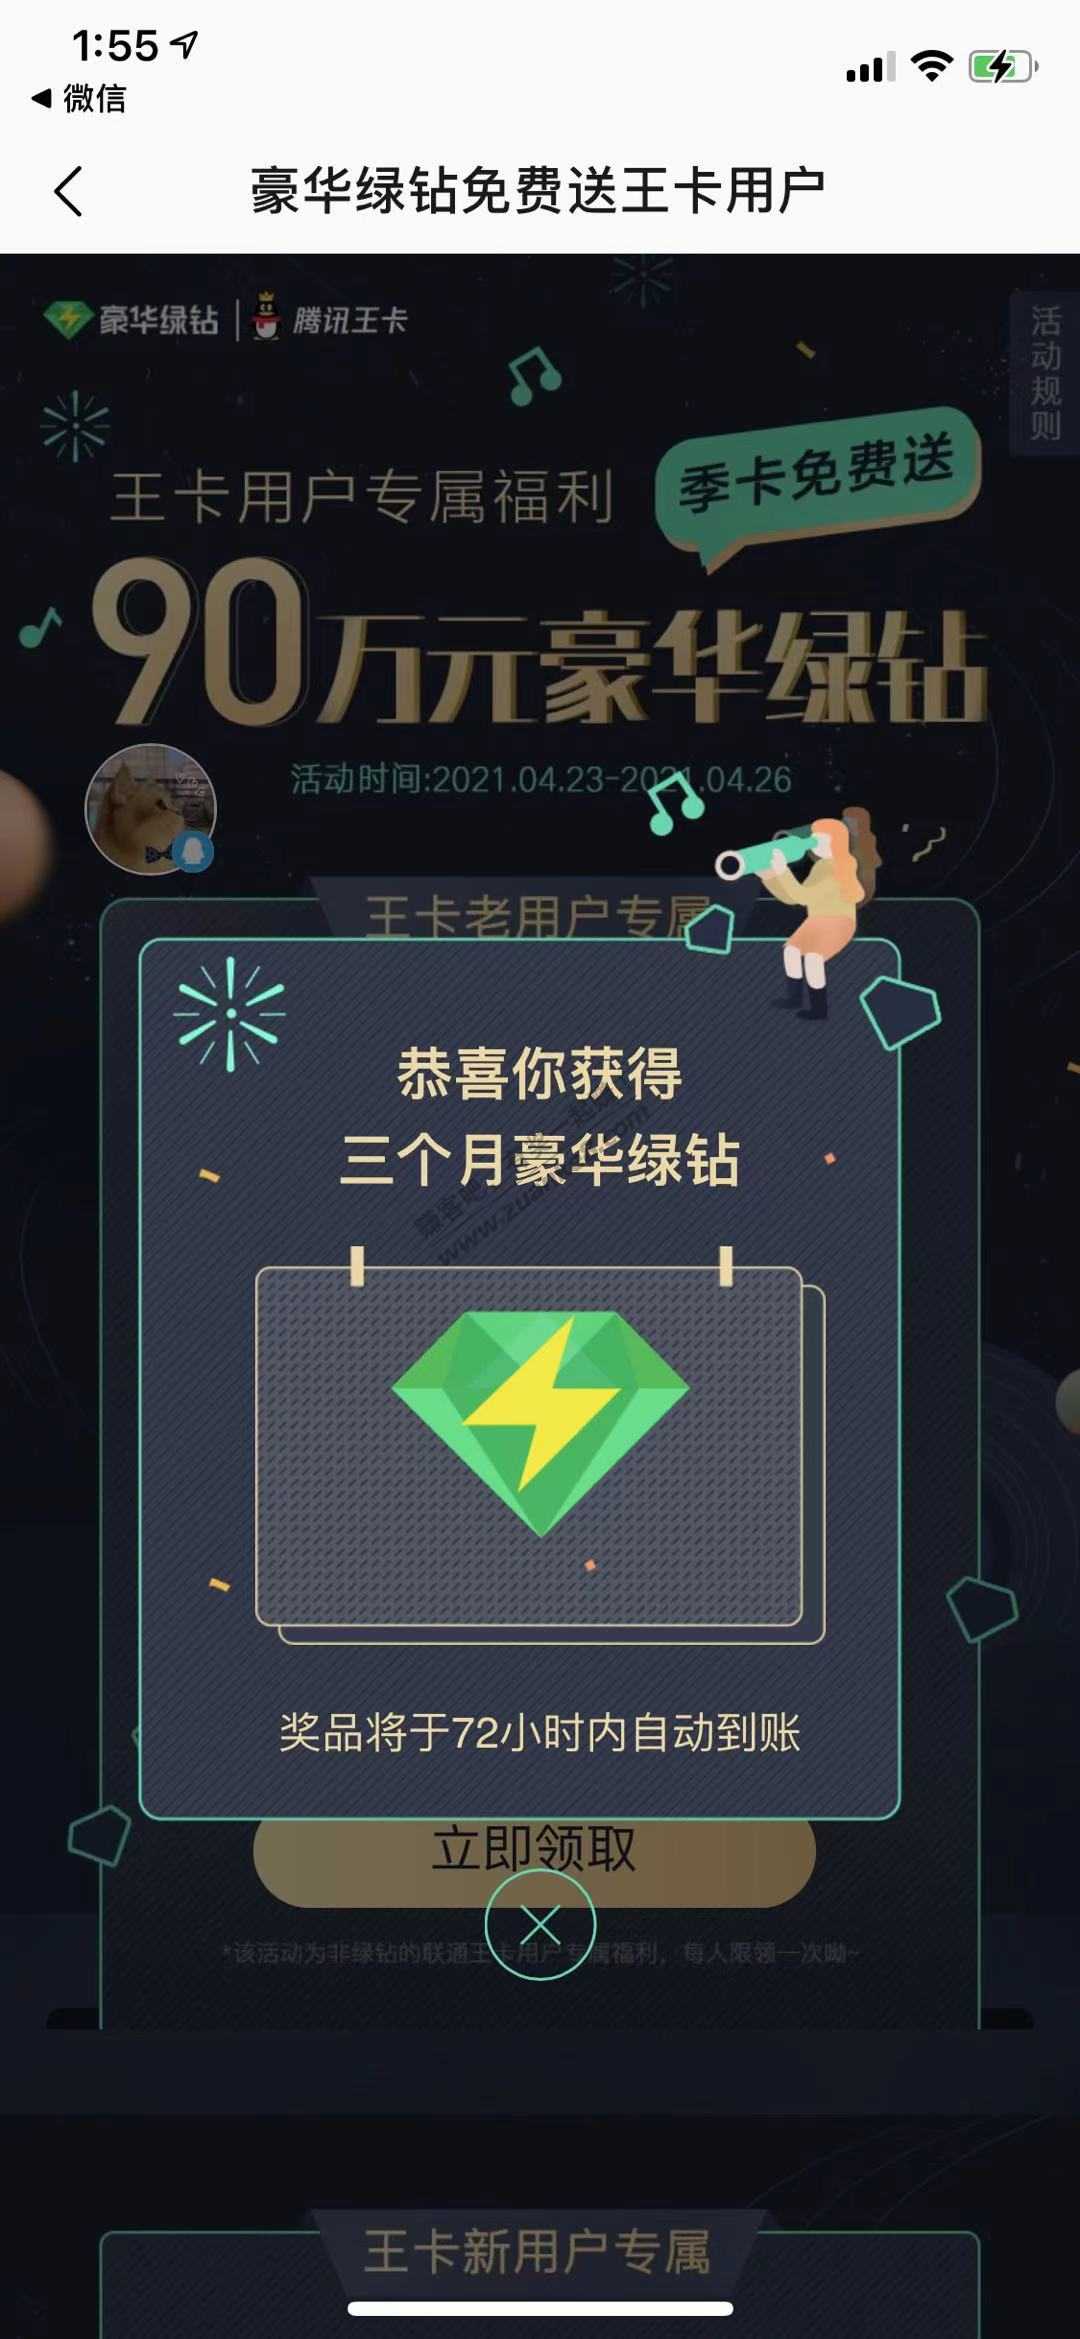 1:55
微信
豪华绿钻免费送王卡用户
豪华绿钻 腾讯王卡
活动规则
季卡免费送
王卡用户专属福利
90万元豪华绿钻
活动时间:2021.04.23-2021.04.26
王卡老用户专属
恭喜你获得
三个月豪华绿钻
奖品将于72小时内自动到账
立即领取
*该活动为非绿钻的联通王卡用户专属福利，每人限领一次呦~
王卡新用户专属